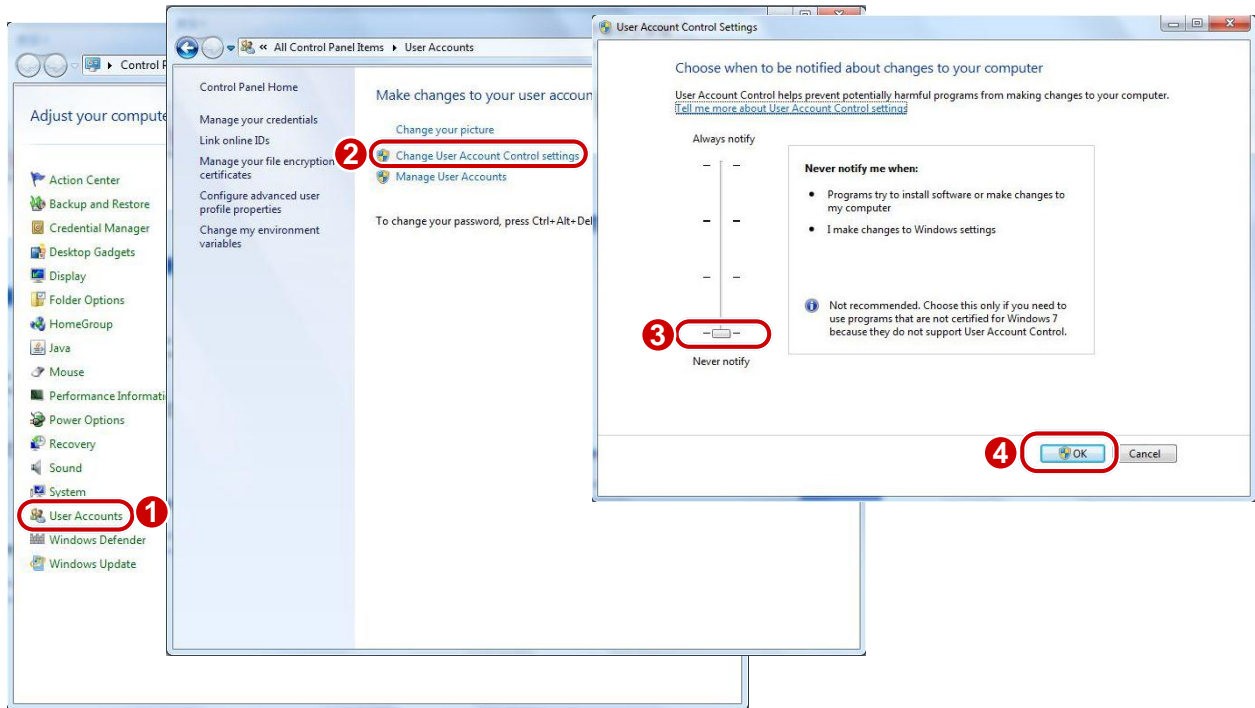 Control P
Adjust your compute
Action Center
Backup and Restore
Credential Manager
Desktop Gadgets
Display
Folder Options
HomeGroup
Java
Mouse
Performance Informati
Power Options
Recovery
Sound
System
User Accounts
1
Windows Defender
Windows Update
« All Control Panel Items ▸ User Accounts
Control Panel Home
Manage your credentials
Link online IDs
Manage your file encryption
certificates
Configure advanced user
profile properties
Change my environment
variables
Make changes to your user accoun
Change your picture
2
Change User Account Control settings
Manage User Accounts
To change your password, press Ctrl+Alt+Del
User Account Control Settings
Choose when to be notified about changes to your computer
User Account Control helps prevent potentially harmful programs from making changes to your computer.
Tell me more about User Account Control settings
Always notify
Never notify me when:
• Programs try to install software or make changes to
my computer
• I make changes to Windows settings
Not recommended. Choose this only if you need to
use programs that are not certified for Windows 7
because they do not support User Account Control.
3
Never notify
4
OK
Cancel